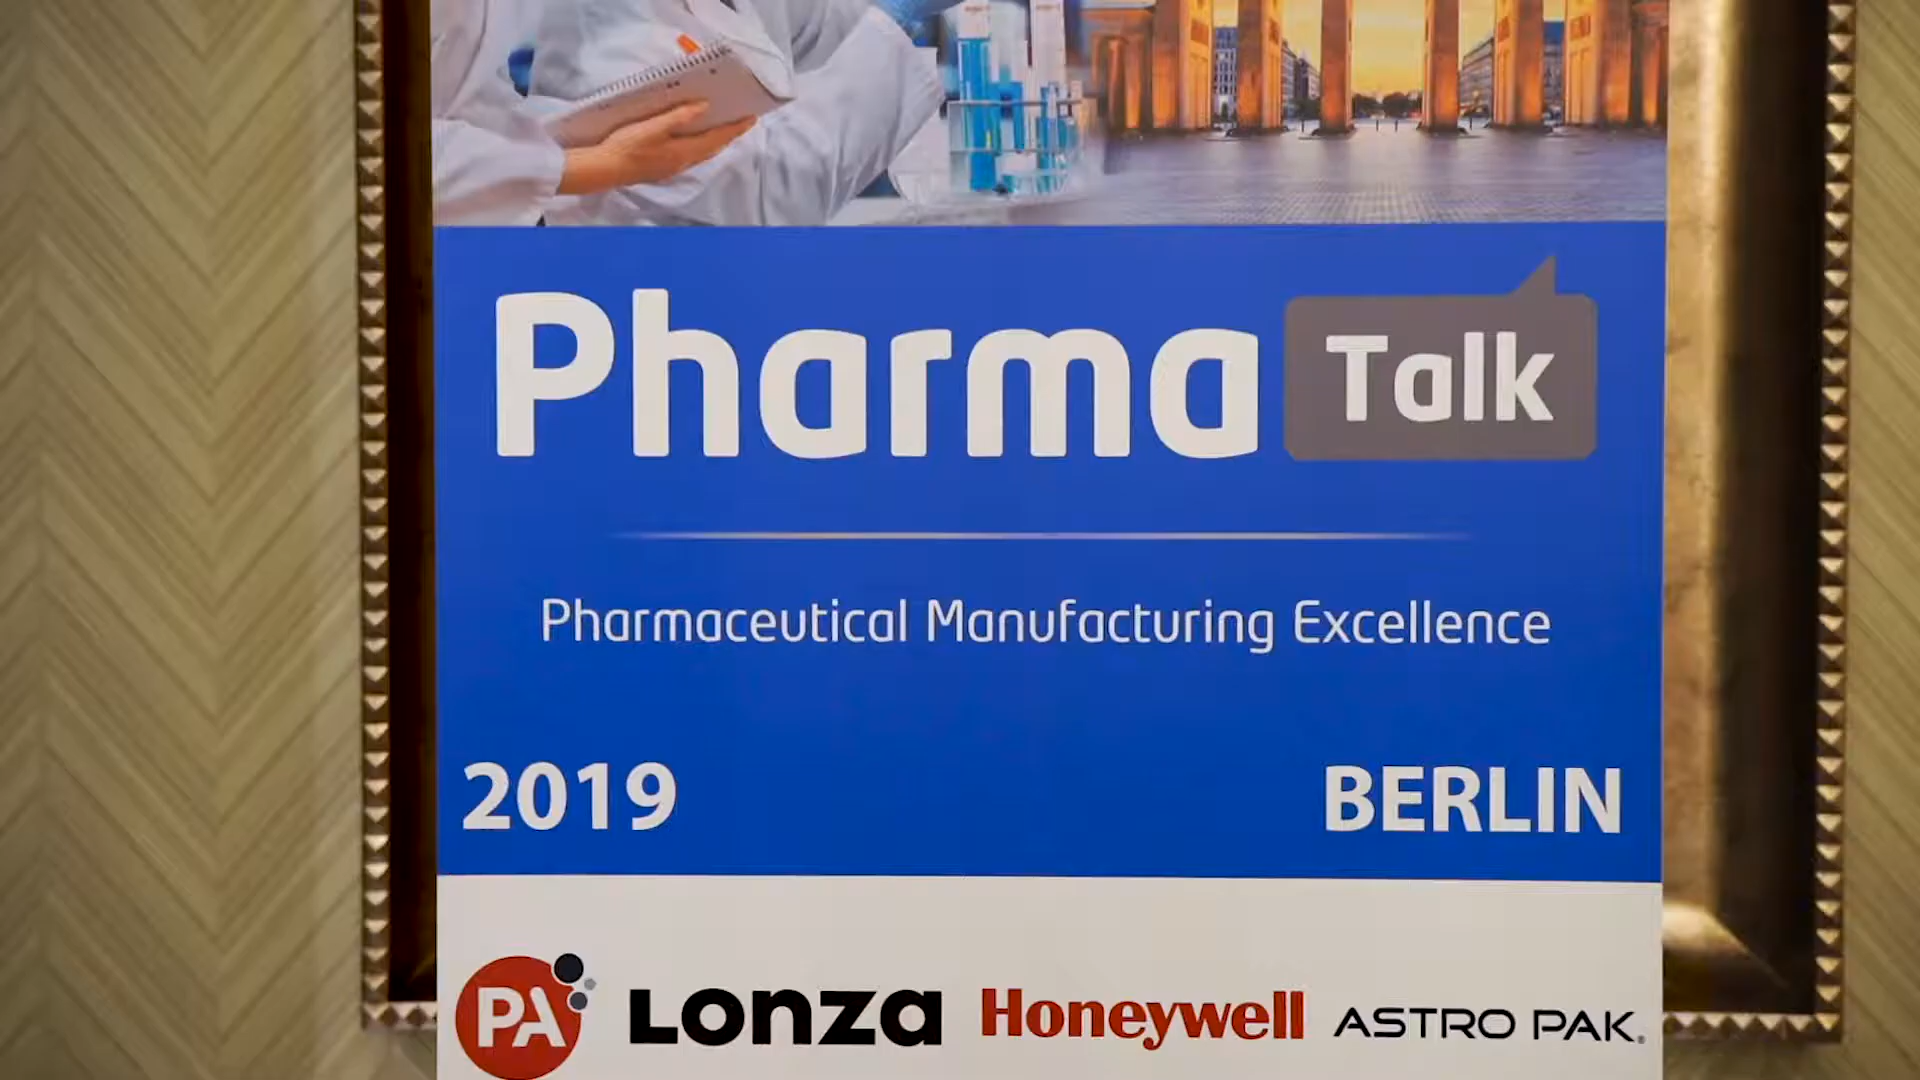 Pharma Talk
Pharmaceutical Manufacturing Excellence
2019 BERLIN
PA Lonza Honeywell ASTRO PAK®